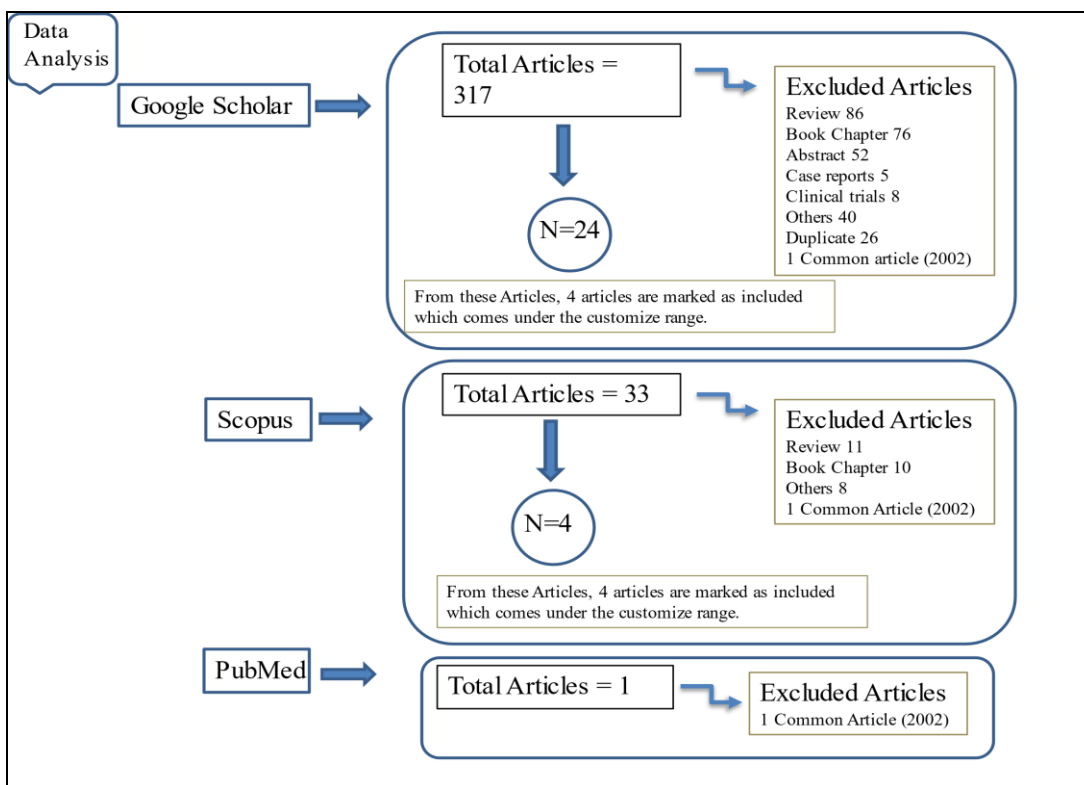 Data
Analysis
Google Scholar
Total Articles =
317
Excluded Articles
Review 86
Book Chapter 76
Abstract 52
Case reports 5
Clinical trials 8
Others 40
Duplicate 26
1 Common article (2002)
N=24
From these Articles, 4 articles are marked as included
which comes under the customize range.
Scopus
Total Articles = 33
Excluded Articles
Review 11
Book Chapter 10
Others 8
1 Common Article (2002)
N=4
From these Articles, 4 articles are marked as included
which comes under the customize range.
PubMed
Total Articles = 1
Excluded Articles
1 Common Article (2002)